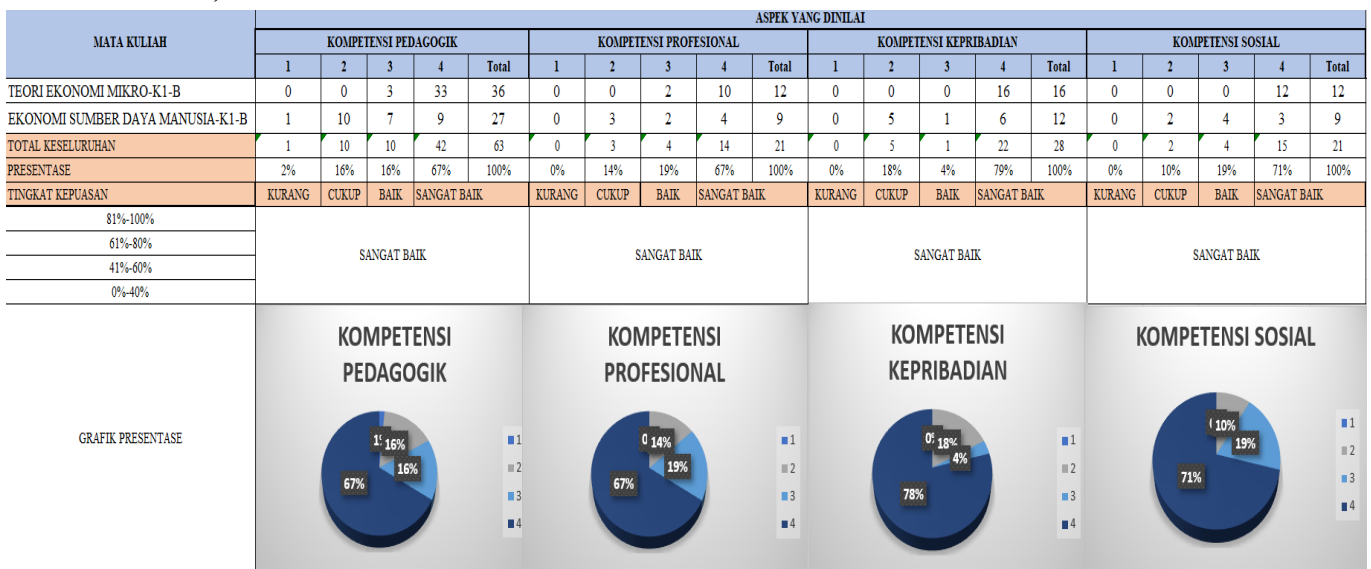 ASPEK YANG DINILAI
MATA KULIAH
KOMPETENSI PEDAGOGIK KOMPETENSI PROFESIONAL KOMPETENSI KEPRIBADIAN KOMPETENSI SOSIAL
1 2 3 4 Total 1 2 3 4 Total 1 2 3 4 Total 1 2 3 4 Total
TEORI EKONOMI MIKRO-K1-B 0 0 3 33 36 0 0 2 10 12 0 0 0 16 16 0 0 0 12 12
EKONOMI SUMBER DAYA MANUSIA-K1-B 1 10 7 9 27 0 3 2 4 9 0 5 1 6 12 0 2 4 3 9
TOTAL KESELURUHAN 1 10 10 42 63 0 3 4 14 21 0 5 1 22 28 0 2 4 15 21
PRESENTASE 2% 16% 16% 67% 100% 0% 14% 19% 67% 100% 0% 18% 4% 79% 100% 0% 10% 19% 71% 100%
TINGKAT KEPUASAN KURANG CUKUP BAIK SANGAT BAIK KURANG CUKUP BAIK SANGAT BAIK KURANG CUKUP BAIK SANGAT BAIK KURANG CUKUP BAIK SANGAT BAIK
81%-100%
61%-80%
41%-60%
0%-40%
SANGAT BAIK SANGAT BAIK SANGAT BAIK SANGAT BAIK
GRAFIK PRESENTASE
KOMPETENSI
PEDAGOGIK
16%
16%
67%
1
2
3
4
KOMPETENSI
PROFESIONAL
14%
19%
67%
1
2
3
4
KOMPETENSI
KEPRIBADIAN
18%
4%
78%
1
2
3
4
KOMPETENSI SOSIAL
10%
19%
71%
1
2
3
4